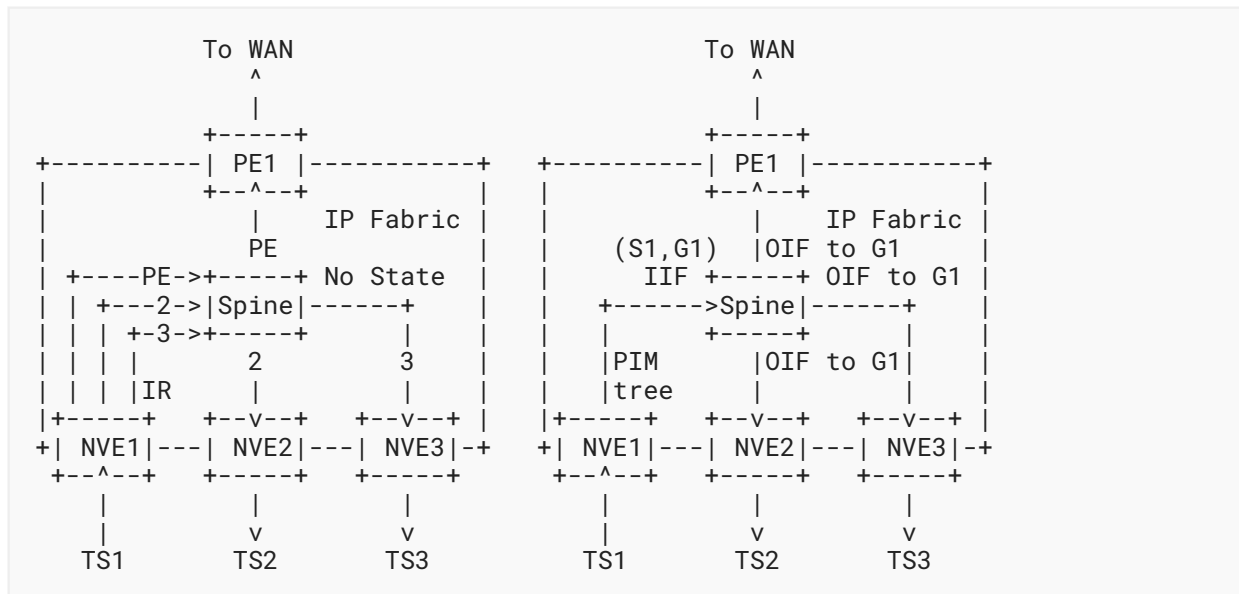 To WAN To WAN
PE1 PE1
IP Fabric IP Fabric
PE (S1,G1) OIF to G1
PE No State IIF OIF to G1
2 Spine Spine
3
2 3 PIM OIF to G1
IR tree
NVE1 NVE2 NVE3 NVE1 NVE2 NVE3
TS1 TS2 TS3 TS1 TS2 TS3